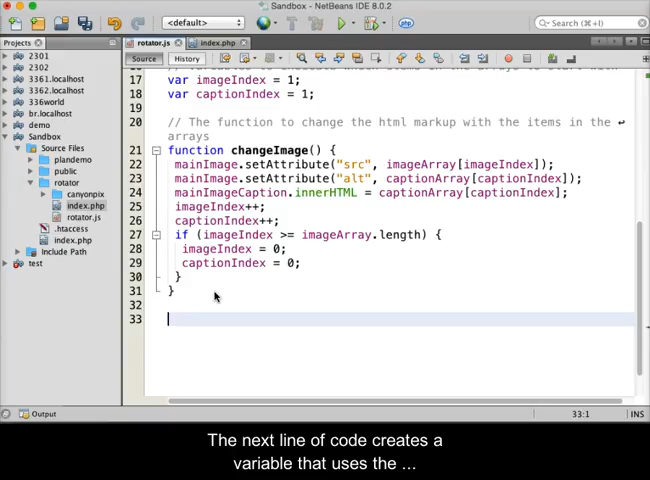 Sandbox - NetBeans IDE 8.0.2
<default>
Search (⌘+I)
Projects
rotator.js
index.php
Source
History
2301
2302
3361.localhost
3362.localhost
336world
br.localhost
demo
Sandbox
Source Files
plandemo
public
rotator
canyonpix
index.php
rotator.js
.htaccess
index.php
Include Path
test
17 var imageIndex = 1;
18 var captionIndex = 1;
19
20 // The function to change the html markup with the items in the ↩
arrays
21 function changeImage() {
22 mainImage.setAttribute("src", imageArray[imageIndex]);
23 mainImage.setAttribute("alt", captionArray[captionIndex]);
24 mainImageCaption.innerHTML = captionArray[captionIndex];
25 imageIndex++;
26 captionIndex++;
27 if (imageIndex >= imageArray.length) {
28 imageIndex = 0;
29 captionIndex = 0;
30 }
31 }
32
33
Output
33:1
INS
The next line of code creates a
variable that uses the ...